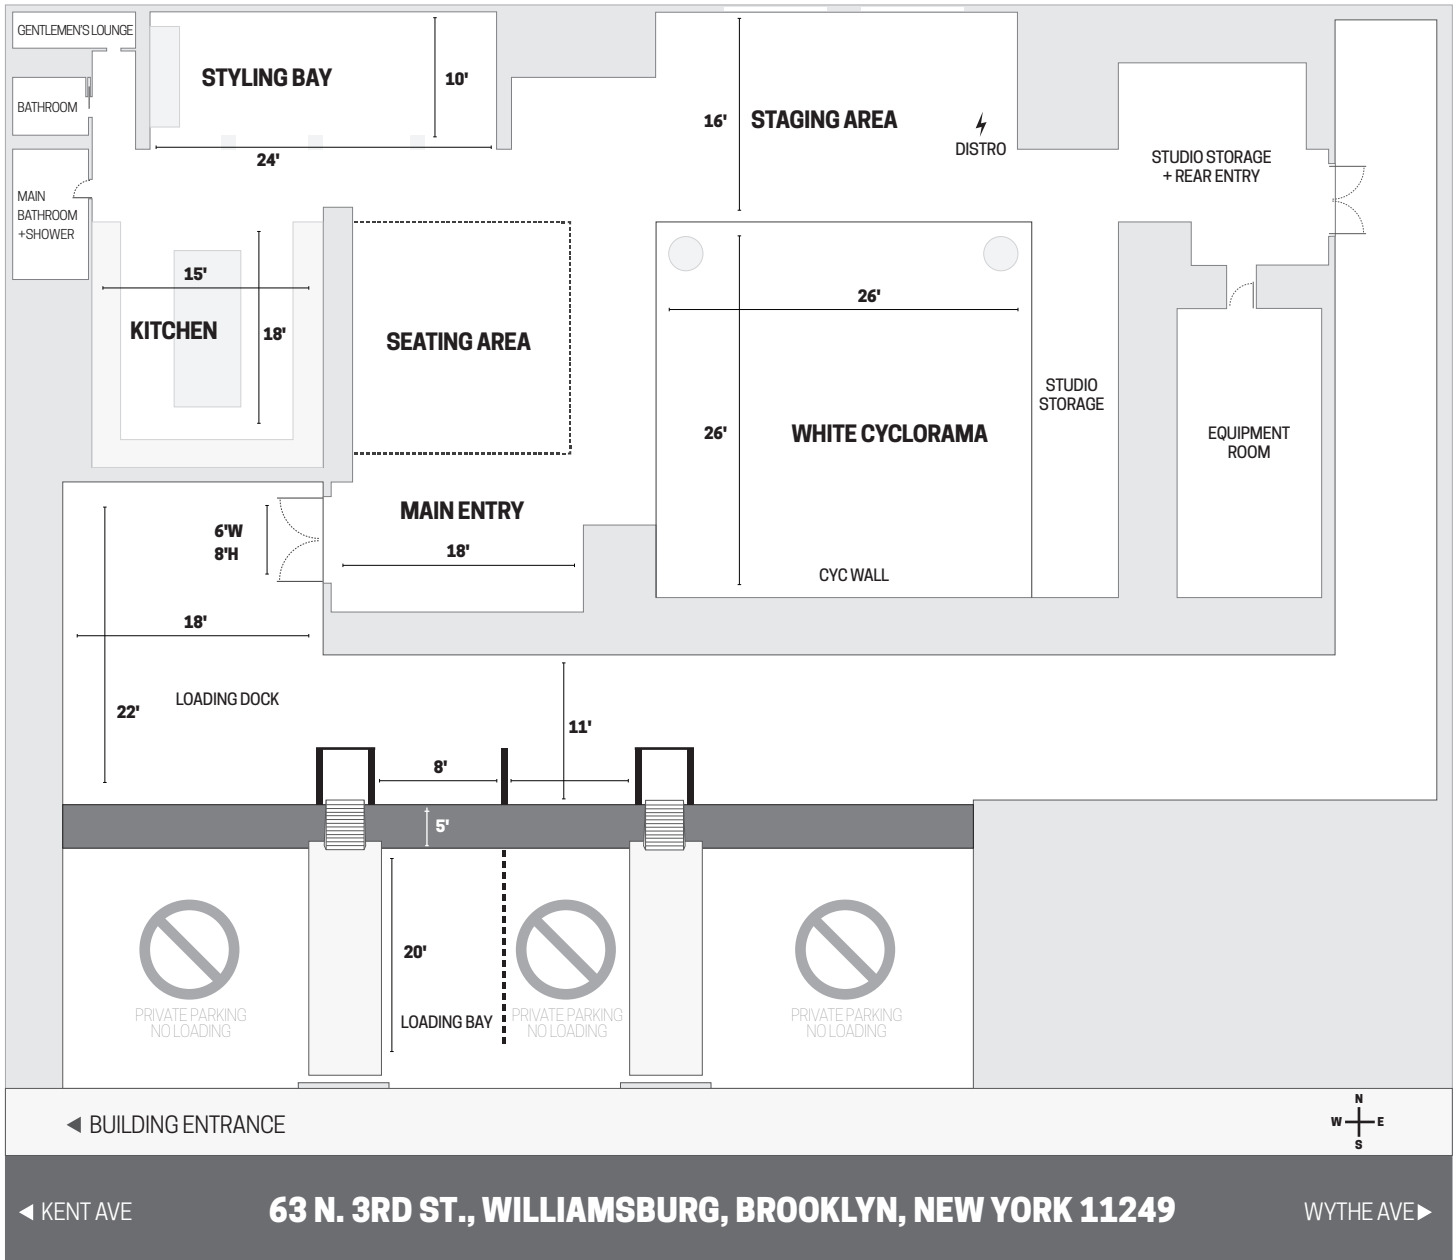 GENTLEMEN'S LOUNGE
STYLING BAY
10'
BATHROOM
24'
16'
STAGING AREA
DISTRO
STUDIO STORAGE
+ REAR ENTRY
MAIN
BATHROOM
+SHOWER
15'
KITCHEN
18'
SEATING AREA
26'
26'
WHITE CYCLORAMA
STUDIO
STORAGE
EQUIPMENT
ROOM
MAIN ENTRY
6'W
8'H
18'
CYC WALL
18'
LOADING DOCK
22'
11'
8'
5'
20'
LOADING BAY
PRIVATE PARKING
NO LOADING
PRIVATE PARKING
NO LOADING
PRIVATE PARKING
NO LOADING
BUILDING ENTRANCE
N
W E
S
KENT AVE
63 N. 3RD ST., WILLIAMSBURG, BROOKLYN, NEW YORK 11249
WYTHE AVE